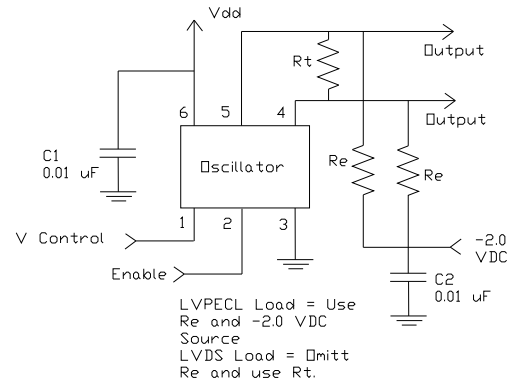 Vdd
Output
Rt
6
5
4
Output
C1
0.01 uF
Oscillator
Re
Re
1
2
3
V Control
-2.0
VDC
Enable
C2
0.01 uF
LVPECL Load = Use
Re and -2.0 VDC
Source
LVDS Load = Omitt
Re and use Rt.